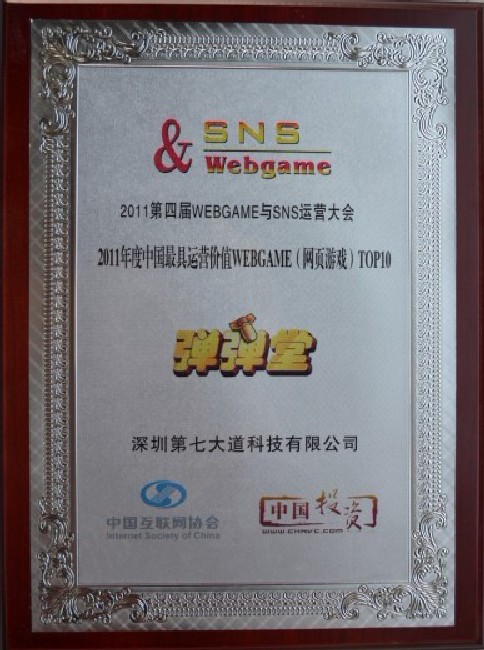 & SNS
Webgame
2011第四届WEBGAME与SNS运营大会
2011年度中国最具运营价值WEBGAME（网页游戏）TOP10
弹弹堂
深圳第七大道科技有限公司
中国互联网协会
Internet Society of China
中国投资